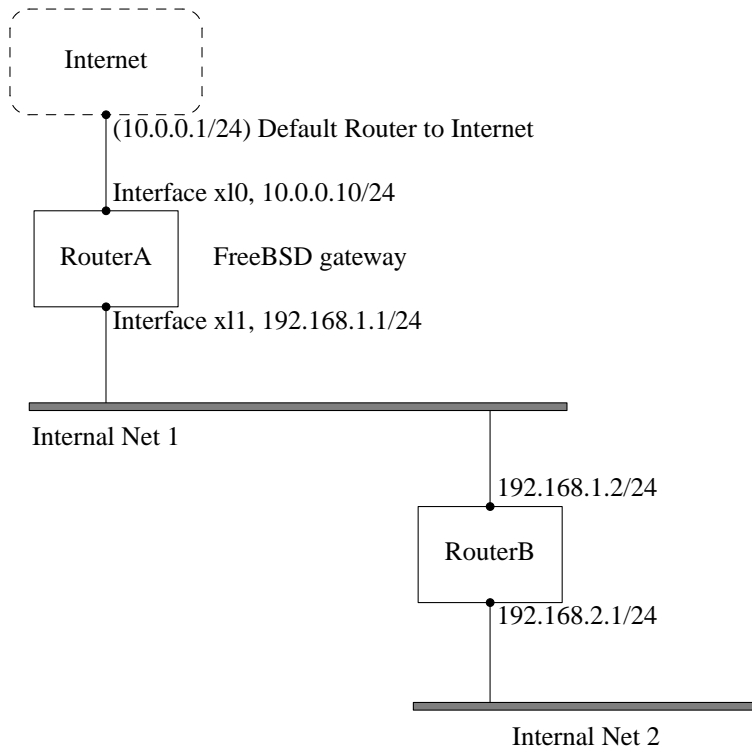 Internet
(10.0.0.1/24) Default Router to Internet
Interface xl0, 10.0.0.10/24
RouterA
FreeBSD gateway
Interface xl1, 192.168.1.1/24
Internal Net 1
192.168.1.2/24
RouterB
192.168.2.1/24
Internal Net 2